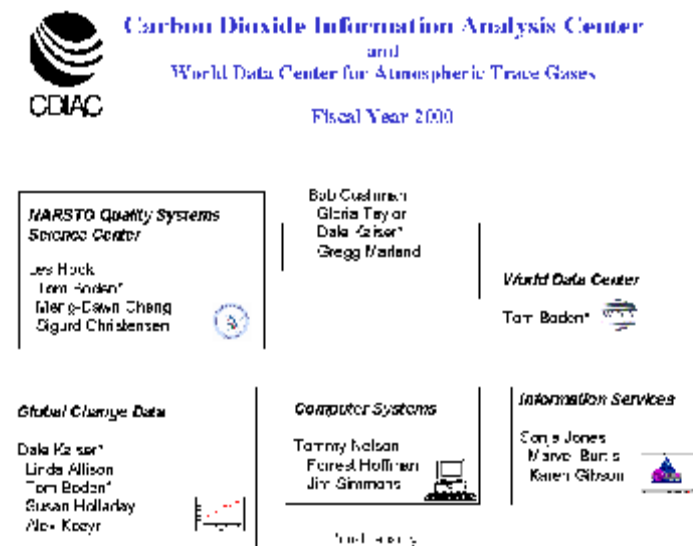 Carbon Dioxide Information Analysis Center
and
World Data Center for Atmospheric Trace Gases
CDIAC
Fiscal Year 2000
Bob Cushman
Gloria Taylor
Dale Kaiser*
Gregg Marland
NARSTO Quality Systems
Science Center
Les Hook
Tom Boden*
Meng-Dawn Cheng
Sigurd Christensen
World Data Center
Tom Boden*
Global Change Data
Dale Kaiser*
Linda Allison
Tom Boden*
Susan Holladay
Alex Kozyr
Computer Systems
Tammy Nelson
Forrest Hoffman
Jim Simmons
Information Services
Sonja Jones
Marvel Burtis
Karen Gibson